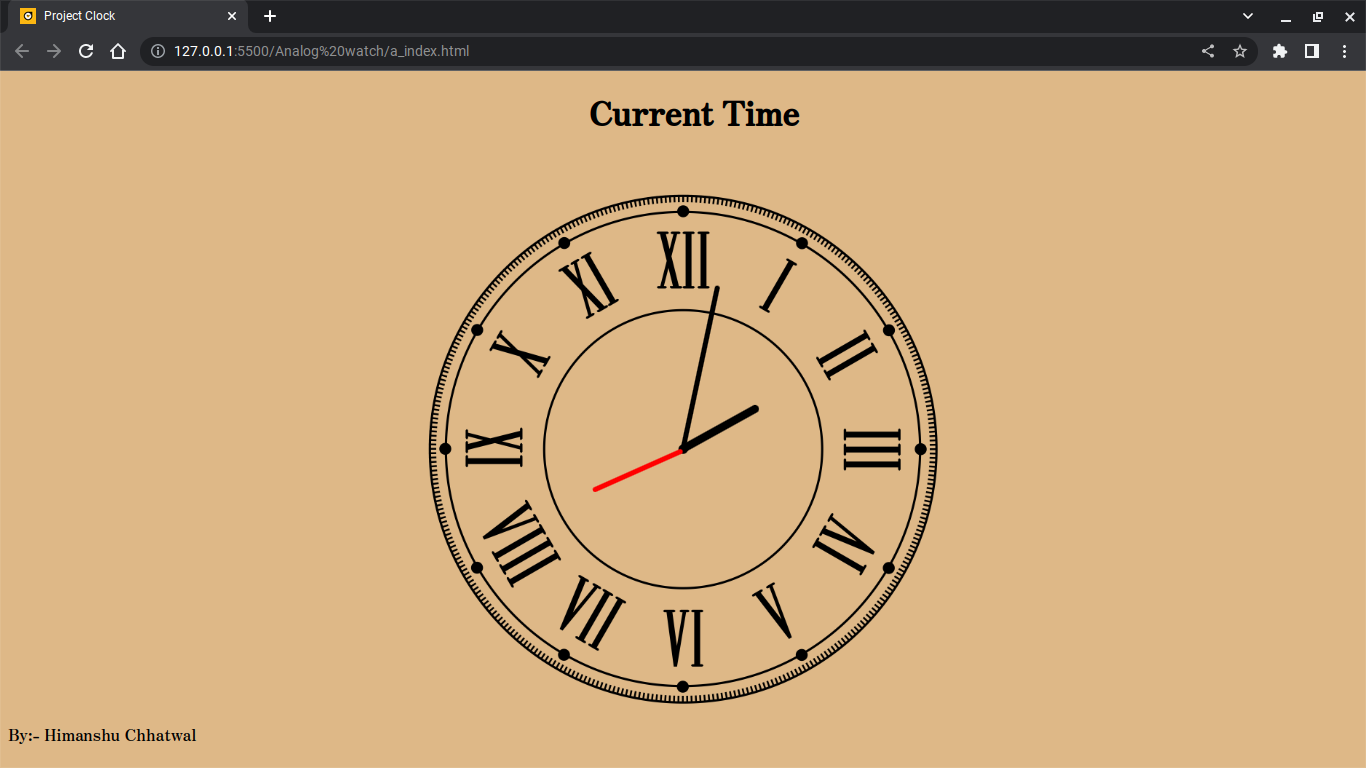 Project Clock
127.0.0.1:5500/Analog%20watch/a_index.html
Current Time
XII
I
II
III
IV
V
VI
VII
VIII
IX
X
XI
By:- Himanshu Chhatwal